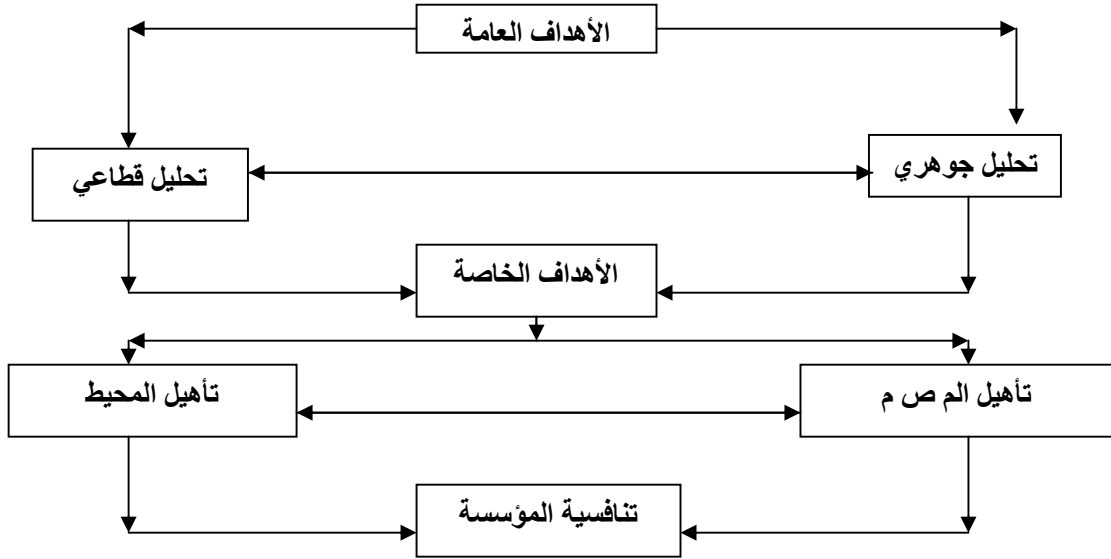 الأهداف العامة
تحليل جوهري
تحليل قطاعي
الأهداف الخاصة
تأهيل الم ص م
تأهيل المحيط
تنافسية المؤسسة